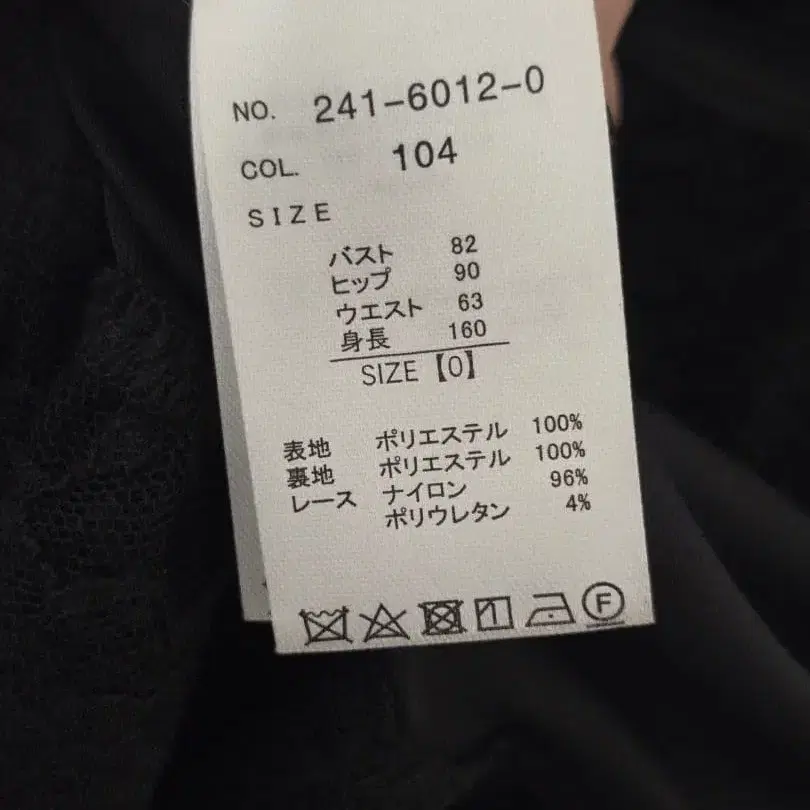 NO. 241-6012-0
COL. 104
SIZE
バスト 82
ヒップ 90
ウエスト 63
身長 160
SIZE【0】
表地 ポリエステル 100%
裏地 ポリエステル 100%
レース ナイロン 96%
ポリウレタン 4%
F